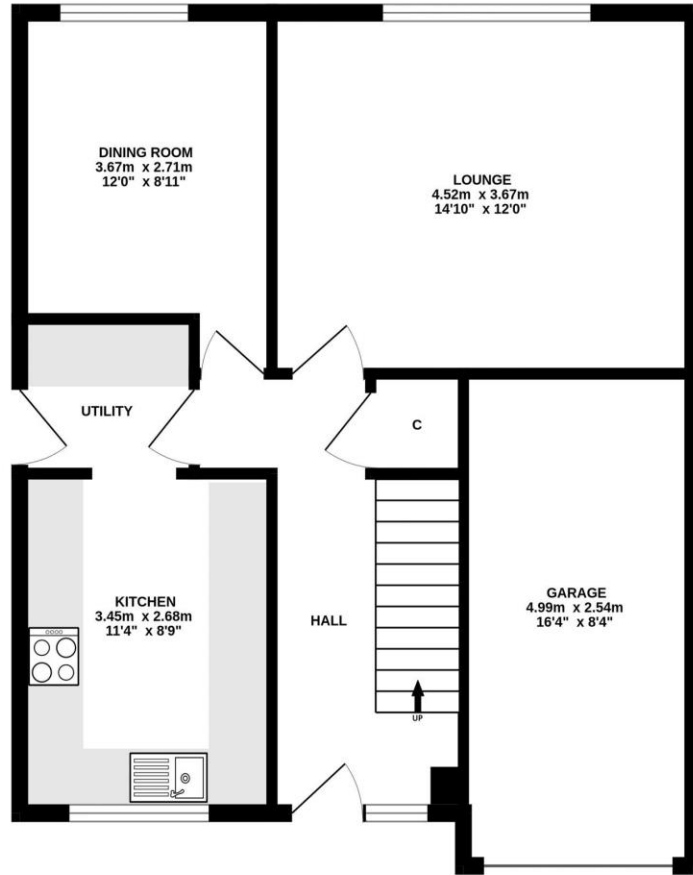 DINING ROOM
3.67m x 2.71m
12'0" x 8'11"
LOUNGE
4.52m x 3.67m
14'10" x 12'0"
UTILITY
C
KITCHEN
3.45m x 2.68m
11'4" x 8'9"
HALL
GARAGE
4.99m x 2.54m
16'4" x 8'4"
UP